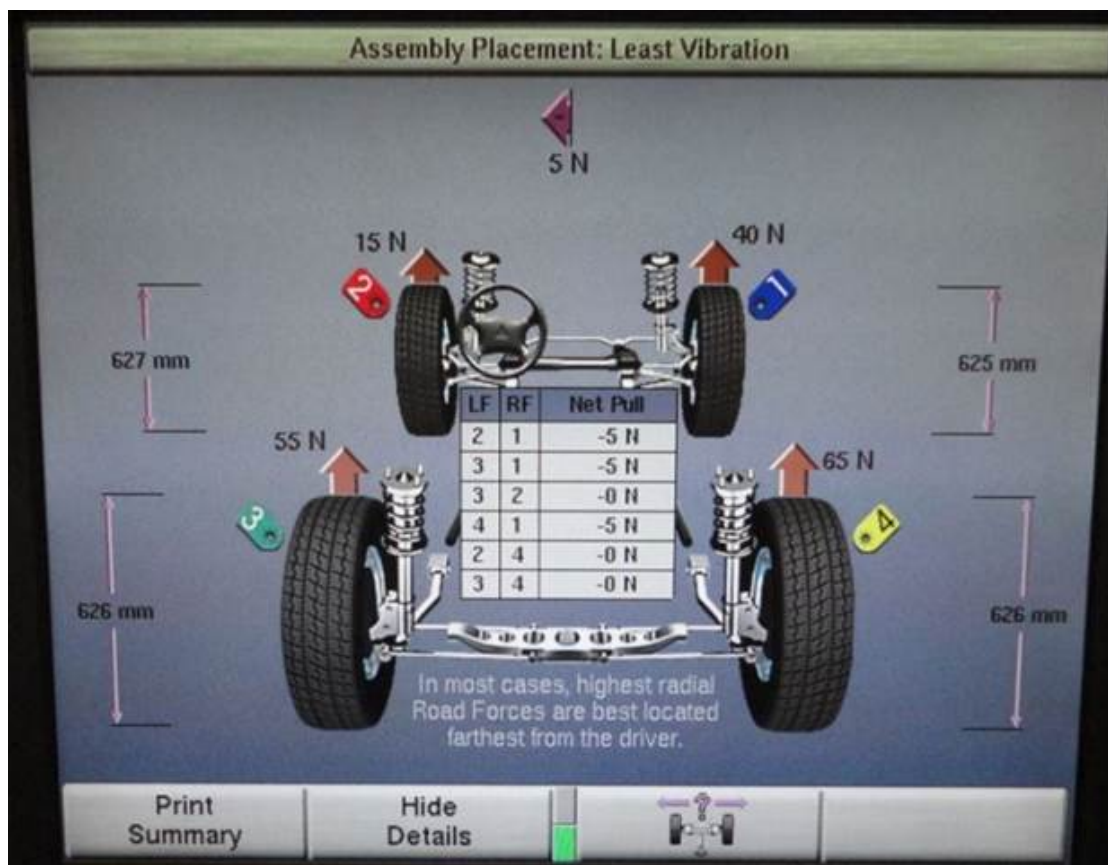 Assembly Placement: Least Vibration
5 N
15 N
40 N
2
1
627 mm
625 mm
LF RF Net Pull
2 1 -5 N
3 1 -5 N
3 2 -0 N
4 1 -5 N
2 4 -0 N
3 4 -0 N
55 N
65 N
3
4
626 mm
626 mm
In most cases, highest radial
Road Forces are best located
farthest from the driver.
Print
Summary
Hide
Details
?